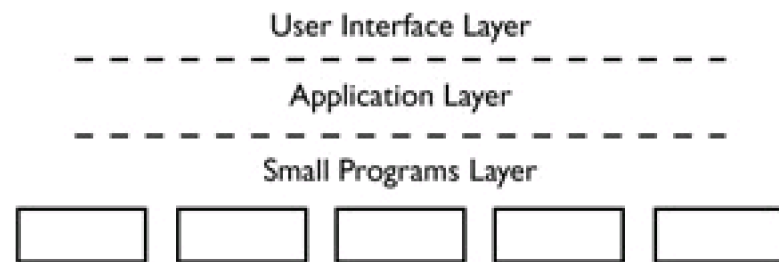 User Interface Layer
Application Layer
Small Programs Layer